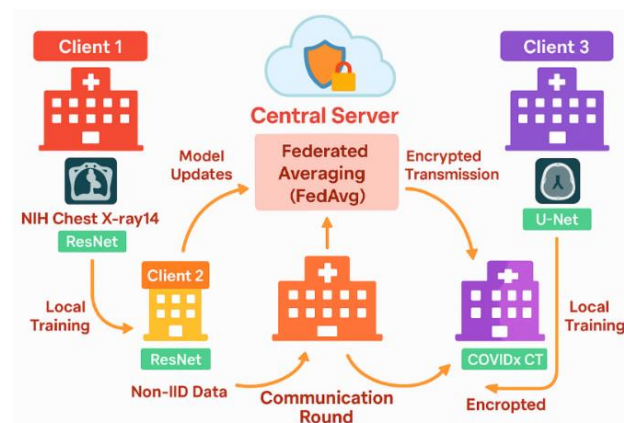 Client 1
Client 3
Central Server
Model
Updates
Federated
Averaging
(FedAvg)
Encrypted
Transmission
NIH Chest X-ray14
ResNet
U-Net
Client 2
Local
Training
ResNet
COVIDx CT
Local
Training
Non-IID Data
Communication
Round
Encropted